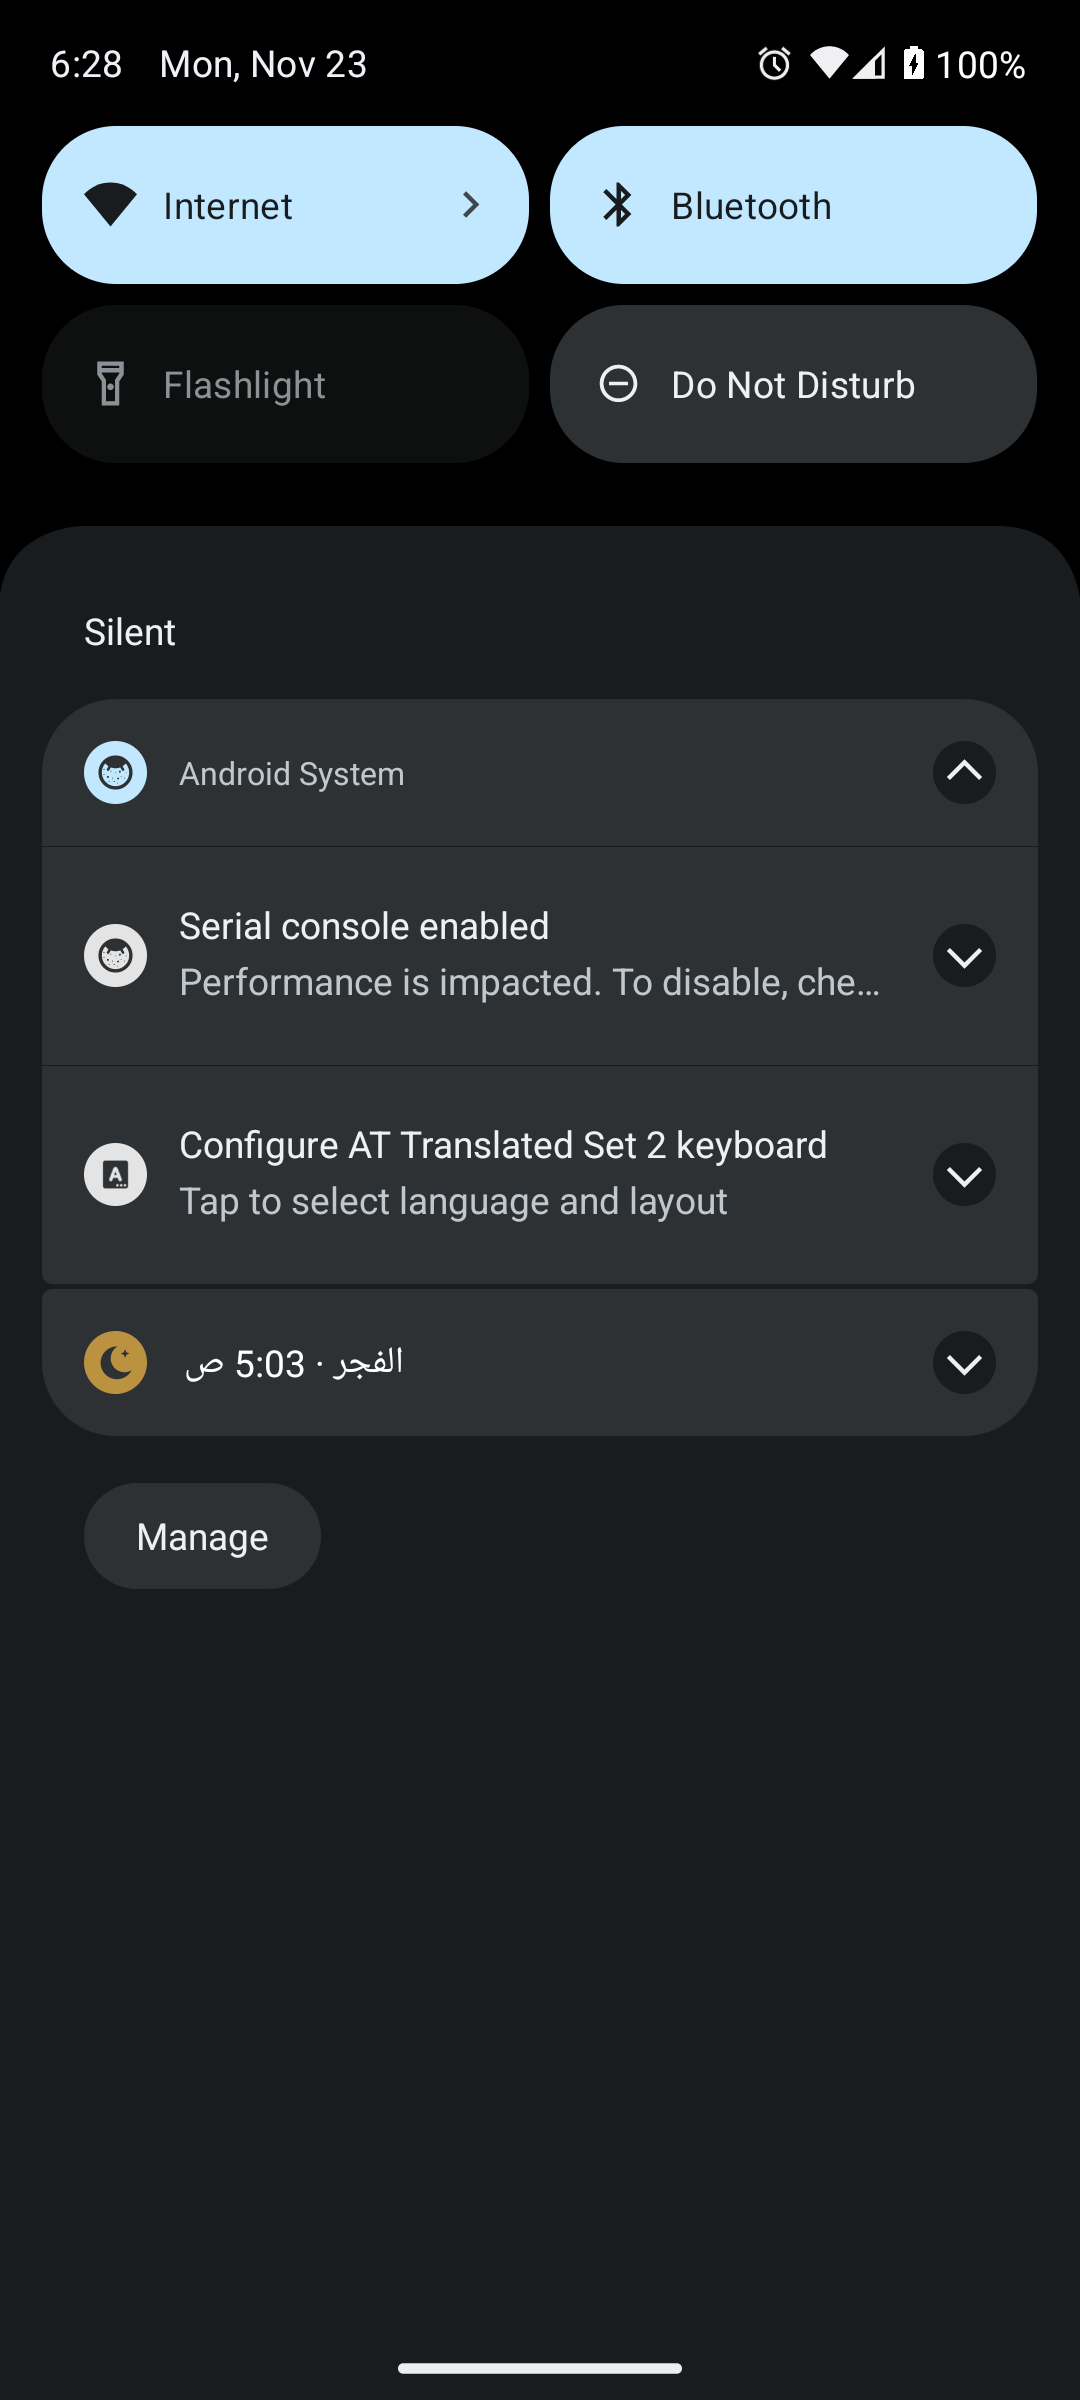 6:28 Mon, Nov 23 100%
Internet
Bluetooth
Flashlight
Do Not Disturb
Silent
Android System
Serial console enabled
Performance is impacted. To disable, che…
Configure AT Translated Set 2 keyboard
Tap to select language and layout
الفجر · 5:03 ص
Manage